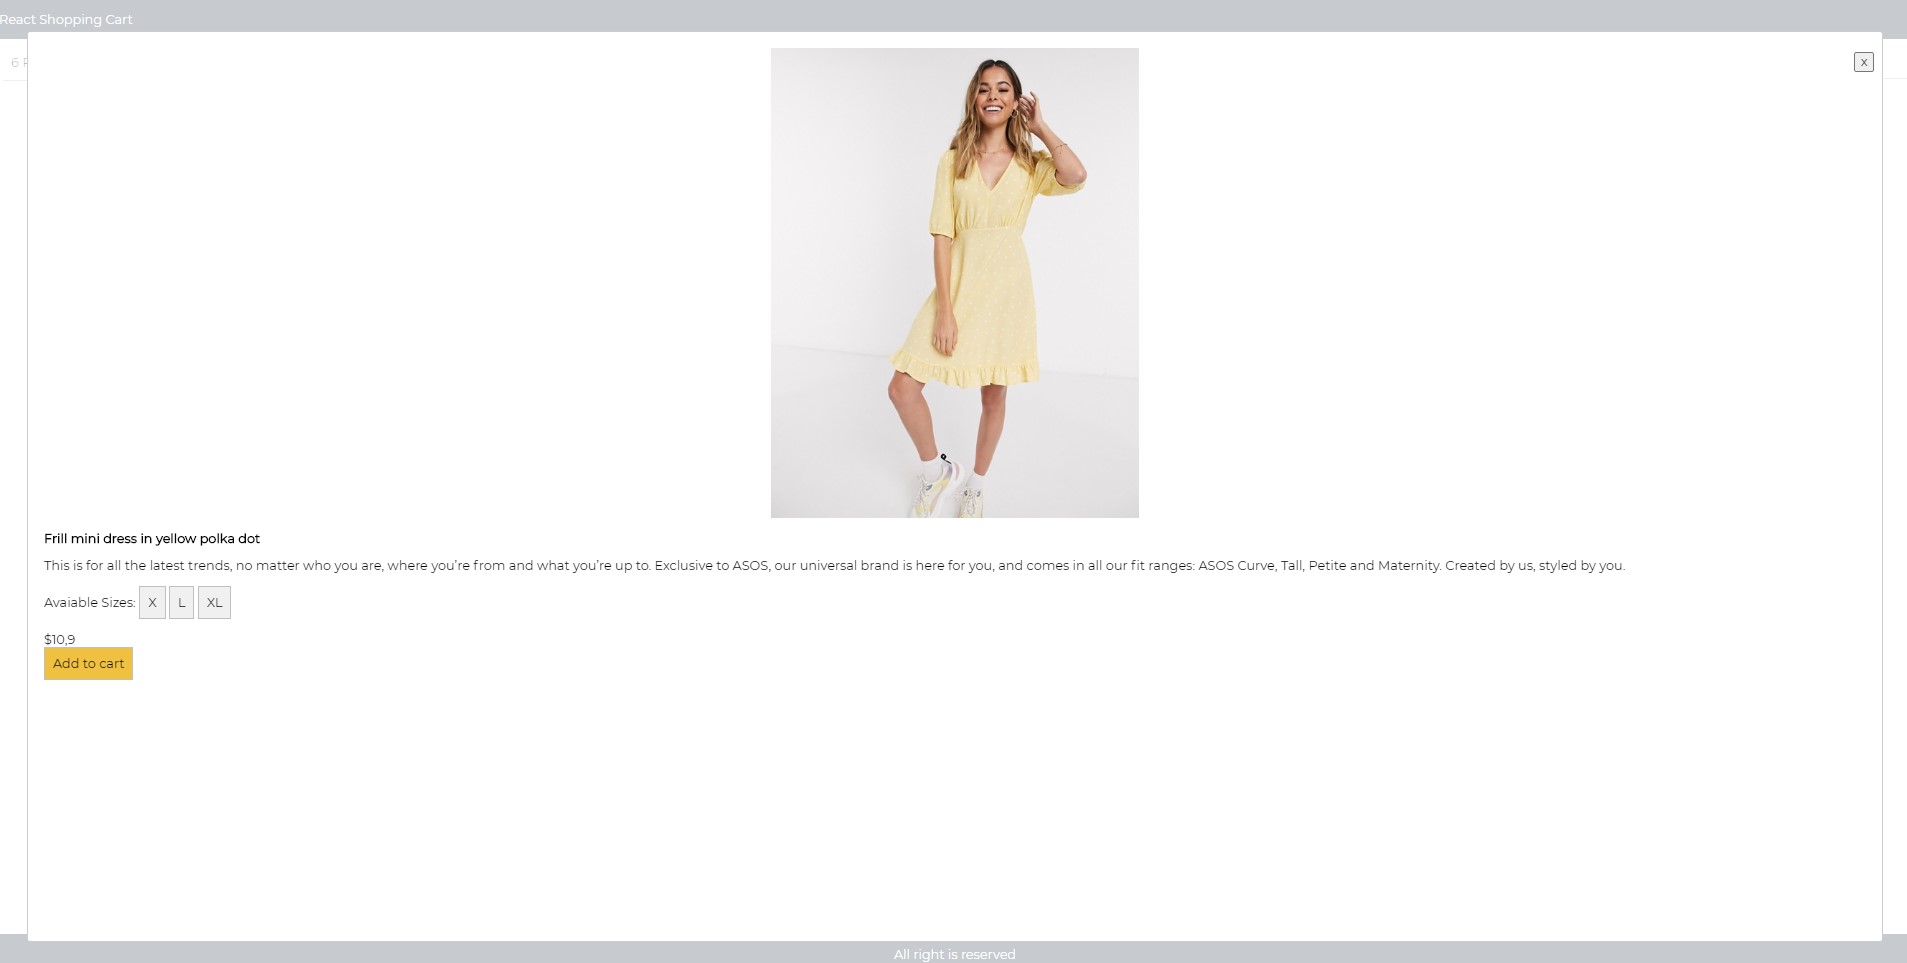 React Shopping Cart
6
x
Frill mini dress in yellow polka dot
This is for all the latest trends, no matter who you are, where you’re from and what you’re up to. Exclusive to ASOS, our universal brand is here for you, and comes in all our fit ranges: ASOS Curve, Tall, Petite and Maternity. Created by us, styled by you.
Avaiable Sizes: X L XL
$10,9
Add to cart
All right is reserved